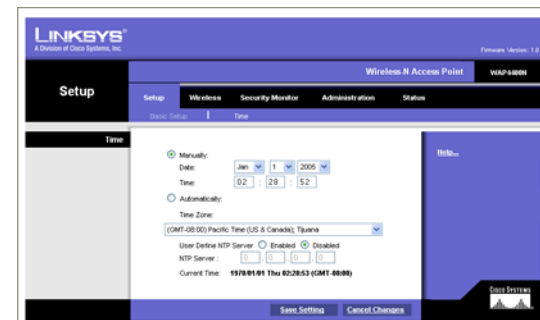 LINKSYS®
A Division of Cisco Systems, Inc.
Firmware Version: 1.0
Wireless-N Access Point
WAP4400N
Setup
Setup Wireless Security Monitor Administration Status
Basic Setup | Time
Time
Manually:
Date: Jan 1 2005
Time: 02 : 28 : 52
Automatically:
Time Zone:
(GMT-08:00) Pacific Time (US & Canada); Tijuana
User Define NTP Server Enabled Disabled
NTP Server : 0 . 0 . 0 . 0
Current Time: 1970/01/01 Thu 02:28:53 (GMT-08:00)
Help...
Save Setting Cancel Changes
CISCO SYSTEMS